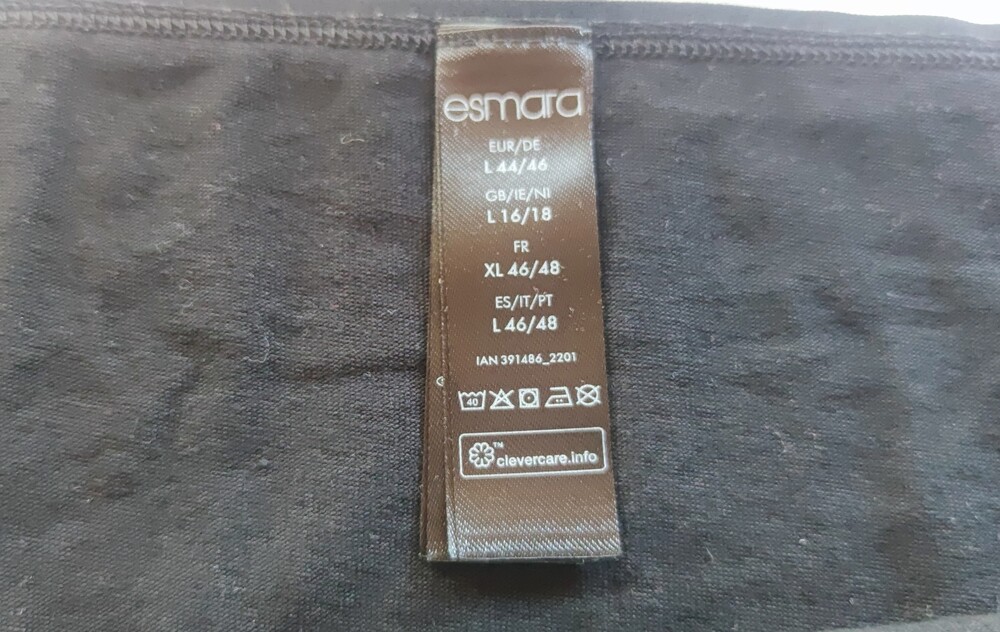 esmara
EUR/DE
L 44/46
GB/IE/NI
L 16/18
FR
XL 46/48
ES/IT/PT
L 46/48
IAN 391486_2201
40
™
clevercare.info